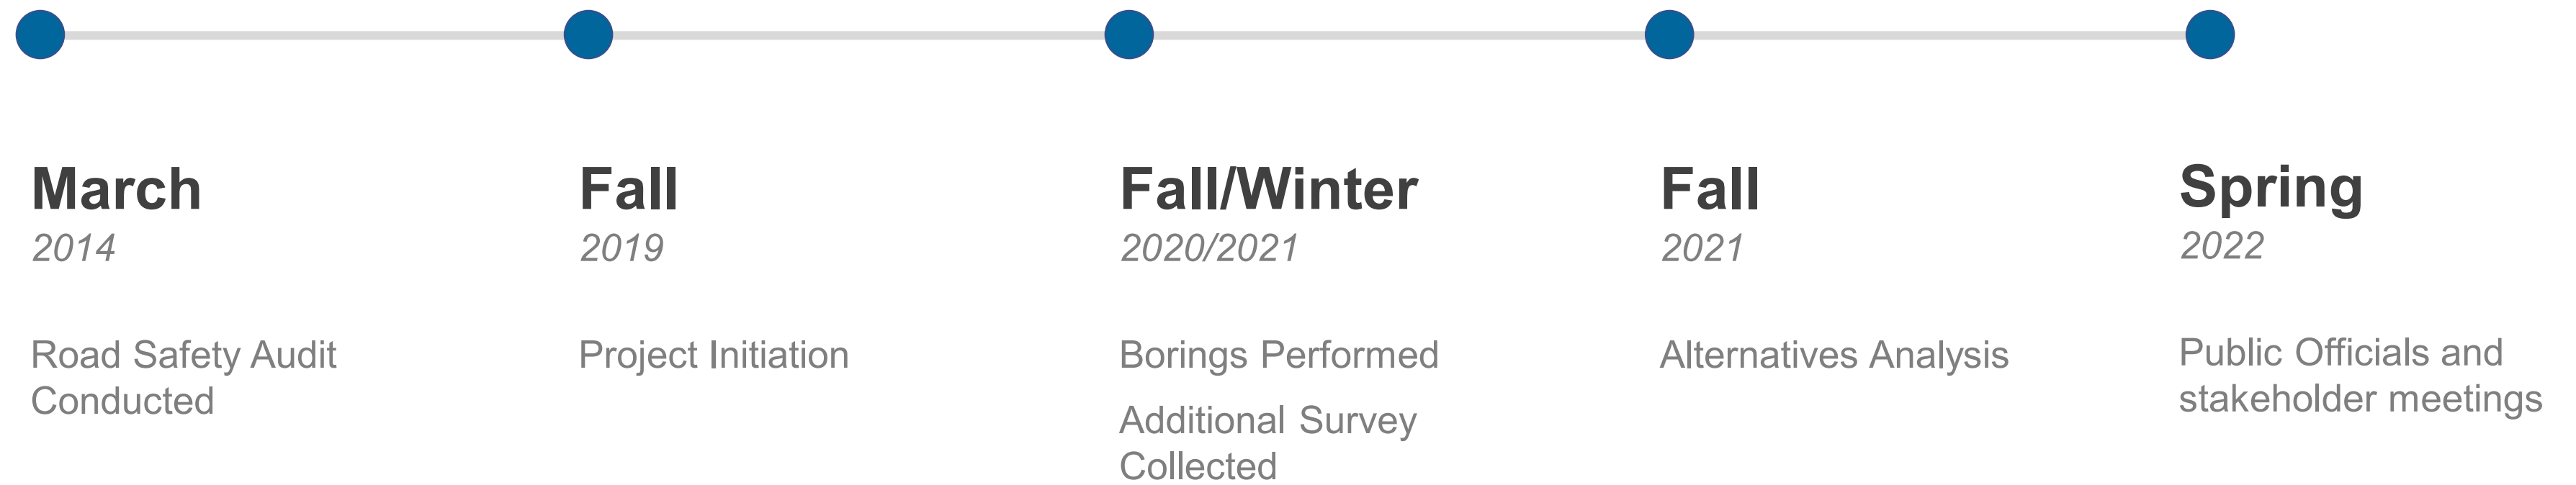 March
2014
Road Safety Audit
Conducted
Fall
2019
Project Initiation
Fall/Winter
2020/2021
Borings Performed
Additional Survey
Collected
Fall
2021
Alternatives Analysis
Spring
2022
Public Officials and
stakeholder meetings